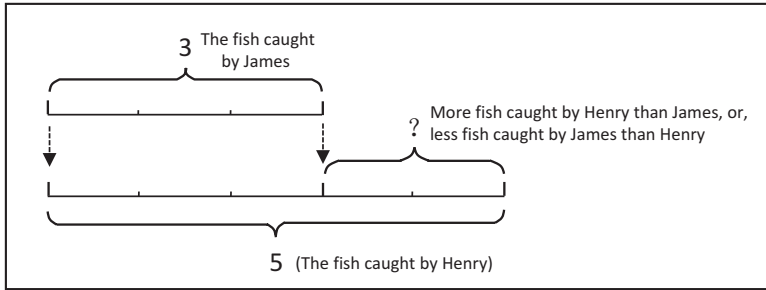 3 The fish caught
by James
? More fish caught by Henry than James, or,
less fish caught by James than Henry
5 (The fish caught by Henry)